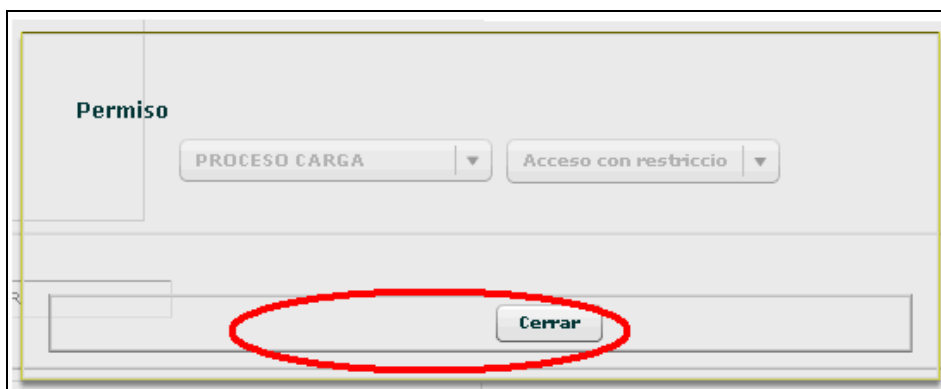 Permiso
PROCESO CARGA Acceso con restriccio
R
Cerrar